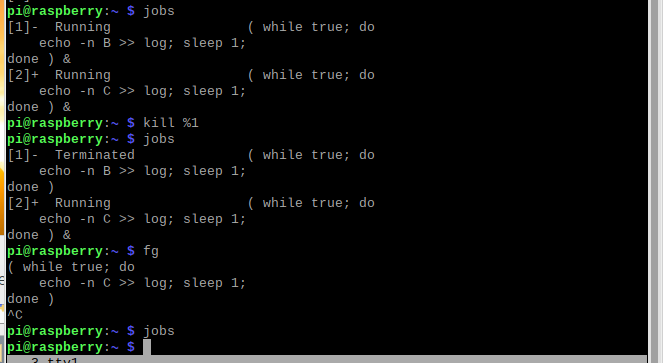 pi@raspberry:~ $ jobs
[1]-  Running                 ( while true; do
    echo -n B >> log; sleep 1;
done ) &
[2]+  Running                 ( while true; do
    echo -n C >> log; sleep 1;
done ) &
pi@raspberry:~ $ kill %1
pi@raspberry:~ $ jobs
[1]-  Terminated              ( while true; do
    echo -n B >> log; sleep 1;
done )
[2]+  Running                 ( while true; do
    echo -n C >> log; sleep 1;
done ) &
pi@raspberry:~ $ fg
( while true; do
    echo -n C >> log; sleep 1;
done )
^C
pi@raspberry:~ $ jobs
pi@raspberry:~ $
3 tty1